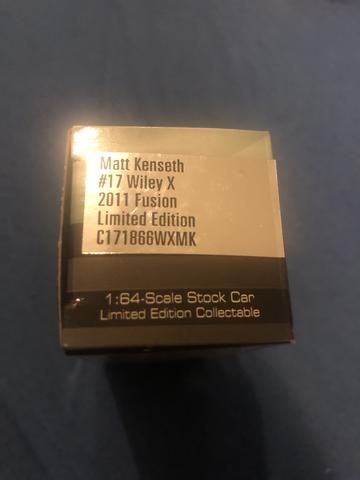 Matt Kenseth
#17 Wiley X
2011 Fusion
Limited Edition
C171866WXMK
1:64-Scale Stock Car
Limited Edition Collectable